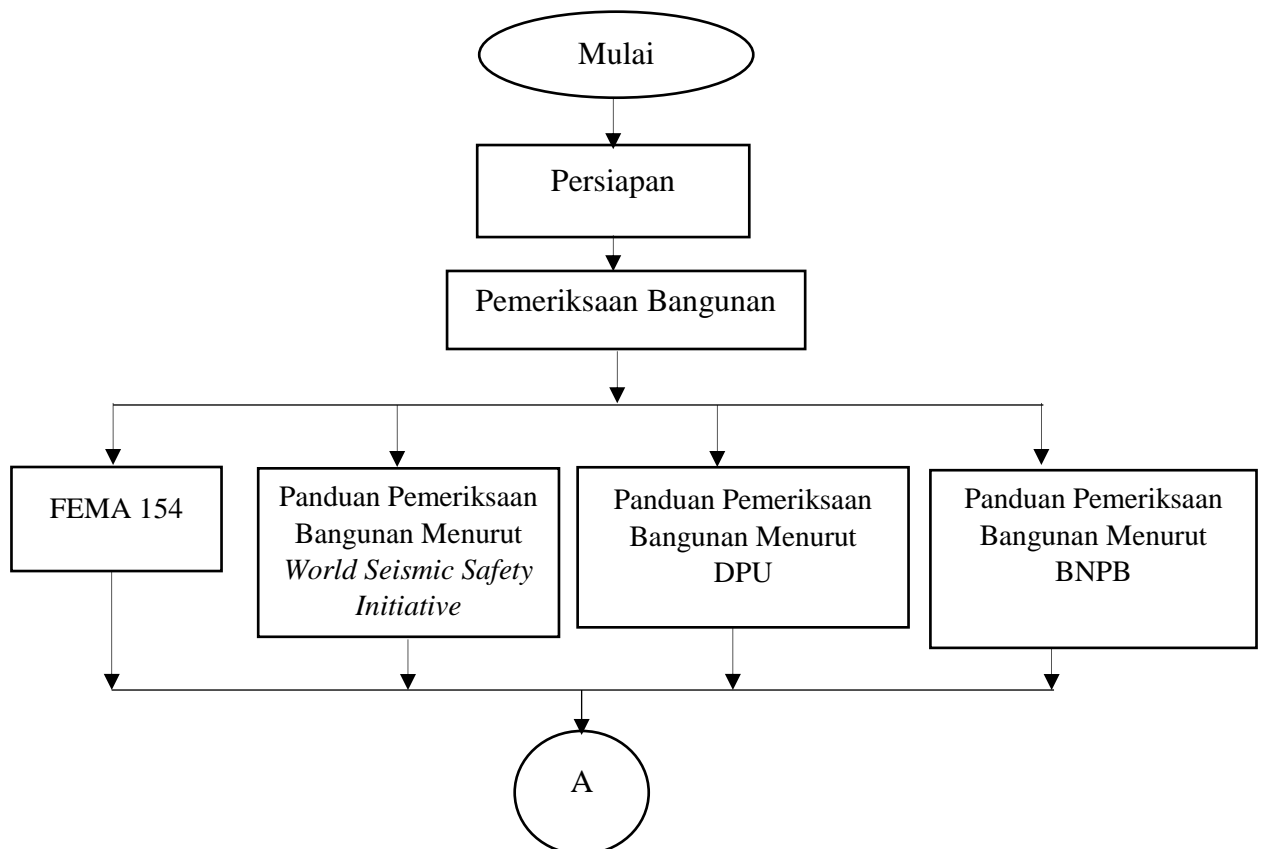 Mulai
Persiapan
Pemeriksaan Bangunan
FEMA 154
Panduan Pemeriksaan
Bangunan Menurut
World Seismic Safety
Initiative
Panduan Pemeriksaan
Bangunan Menurut
DPU
Panduan Pemeriksaan
Bangunan Menurut
BNPB
A